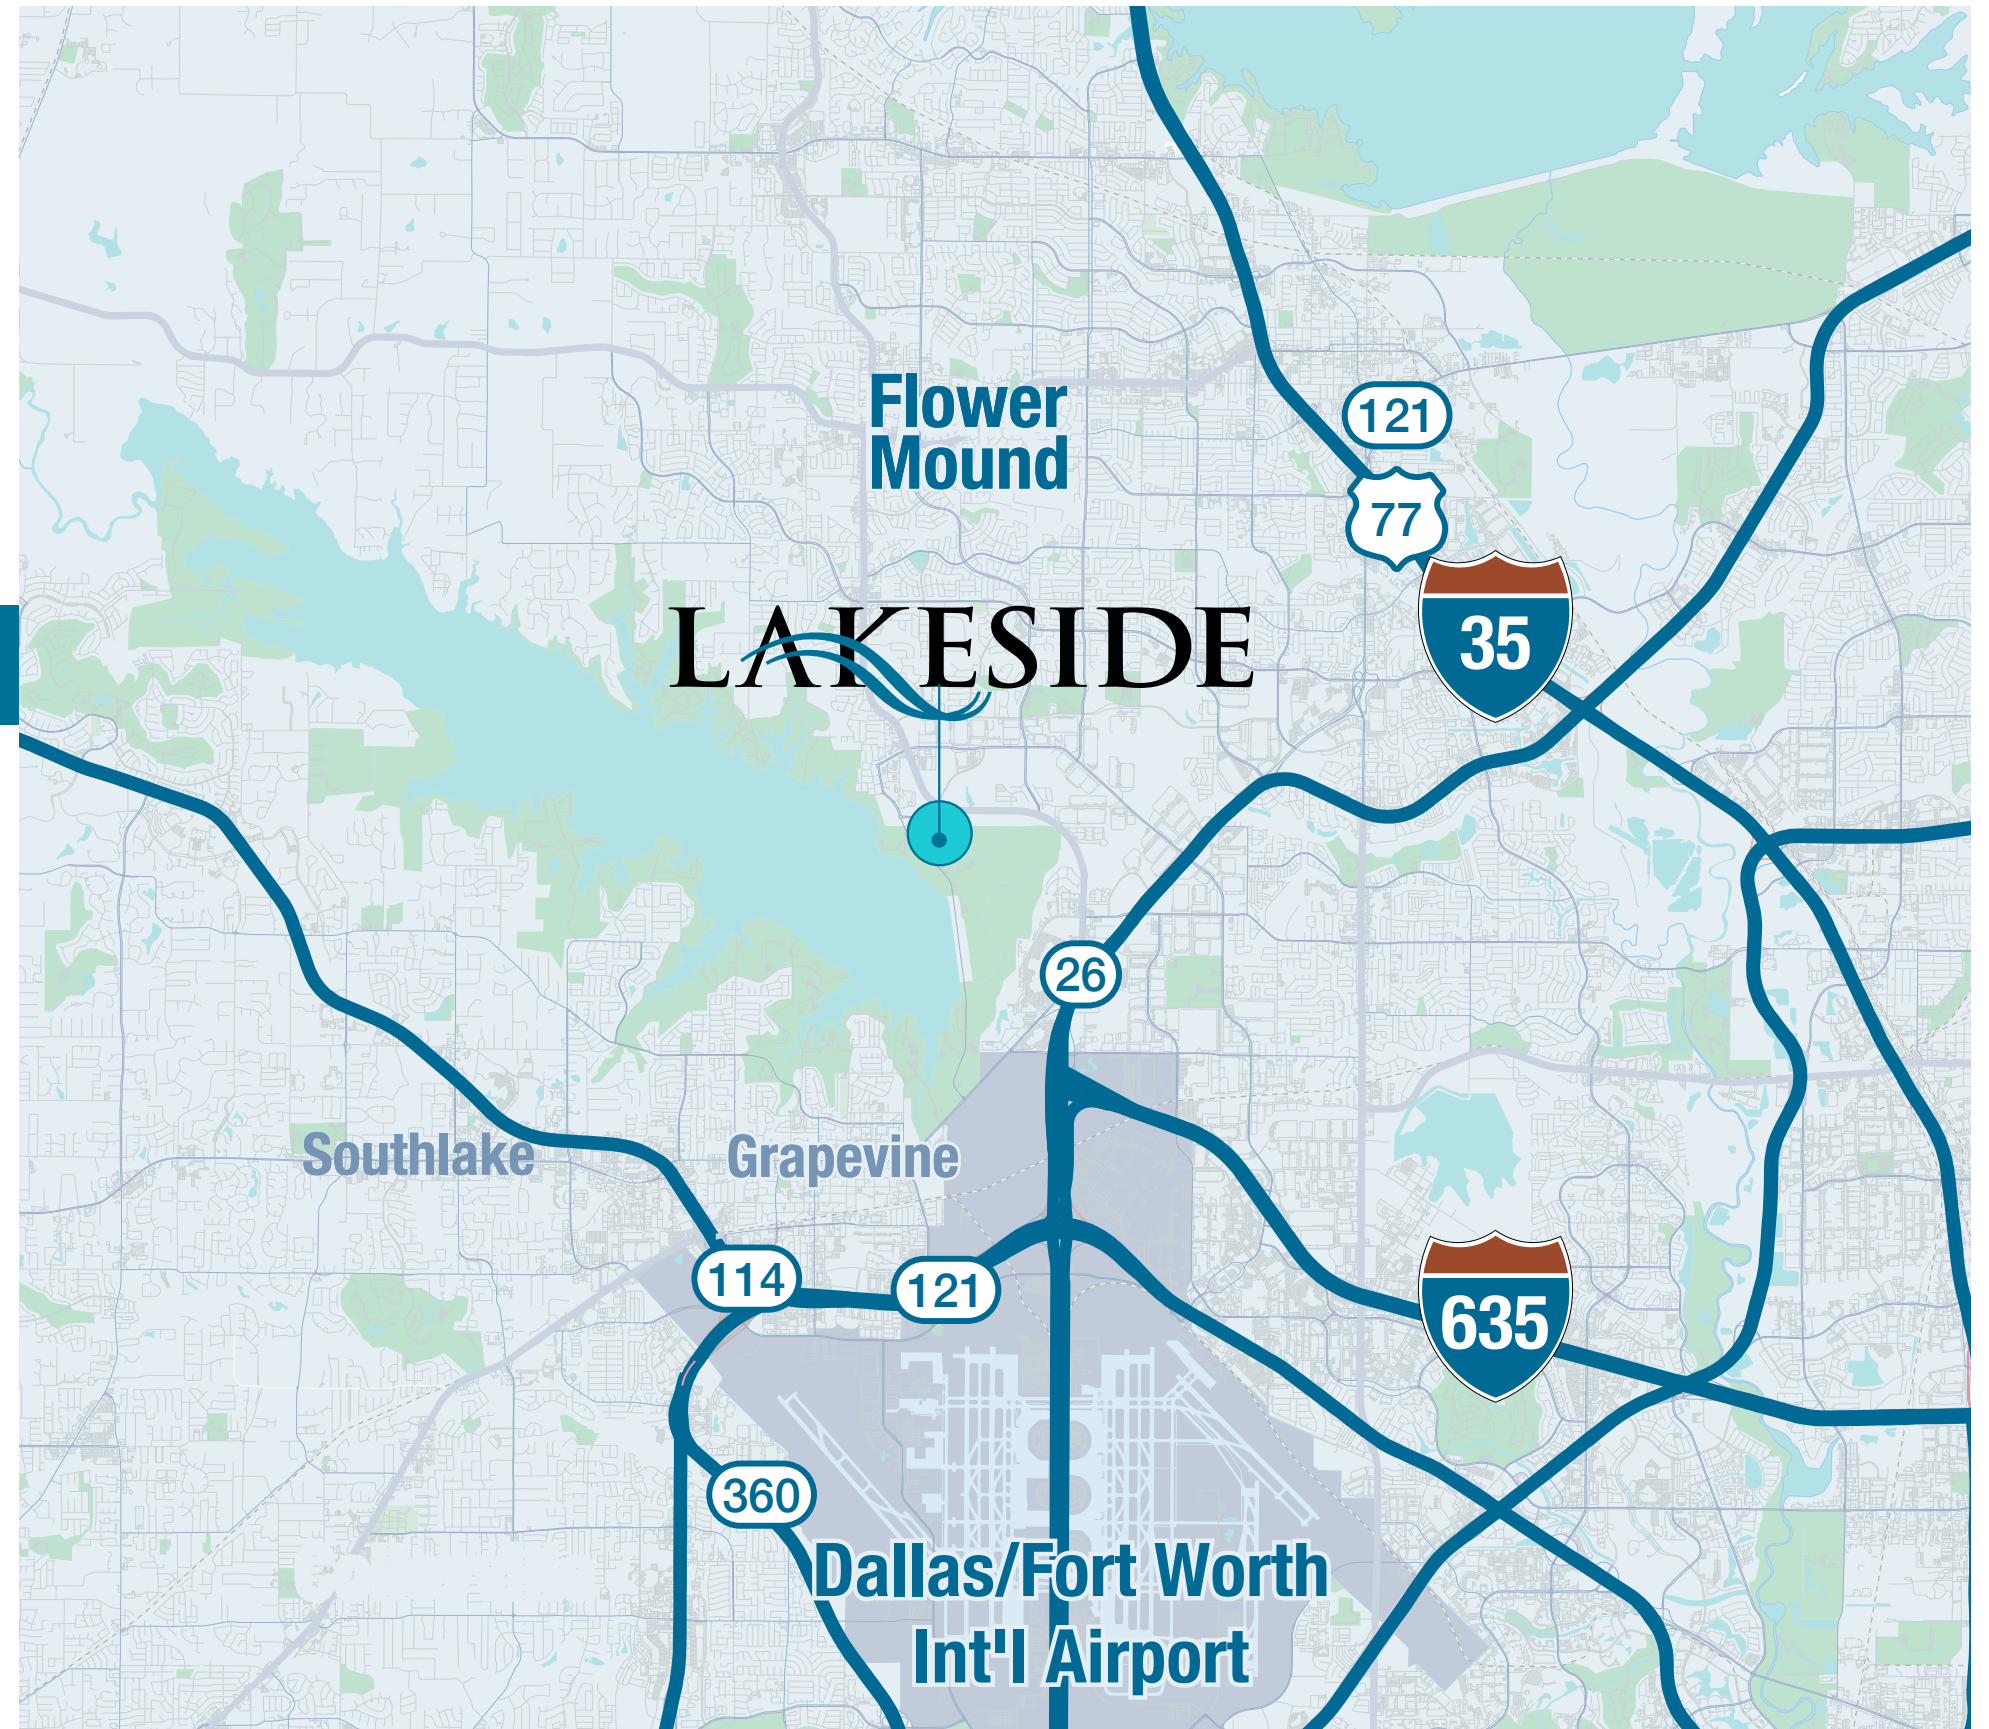 Flower
Mound
121
77
LAKESIDE
35
26
Southlake
Grapevine
114
121
635
360
Dallas/Fort Worth
Int'l Airport